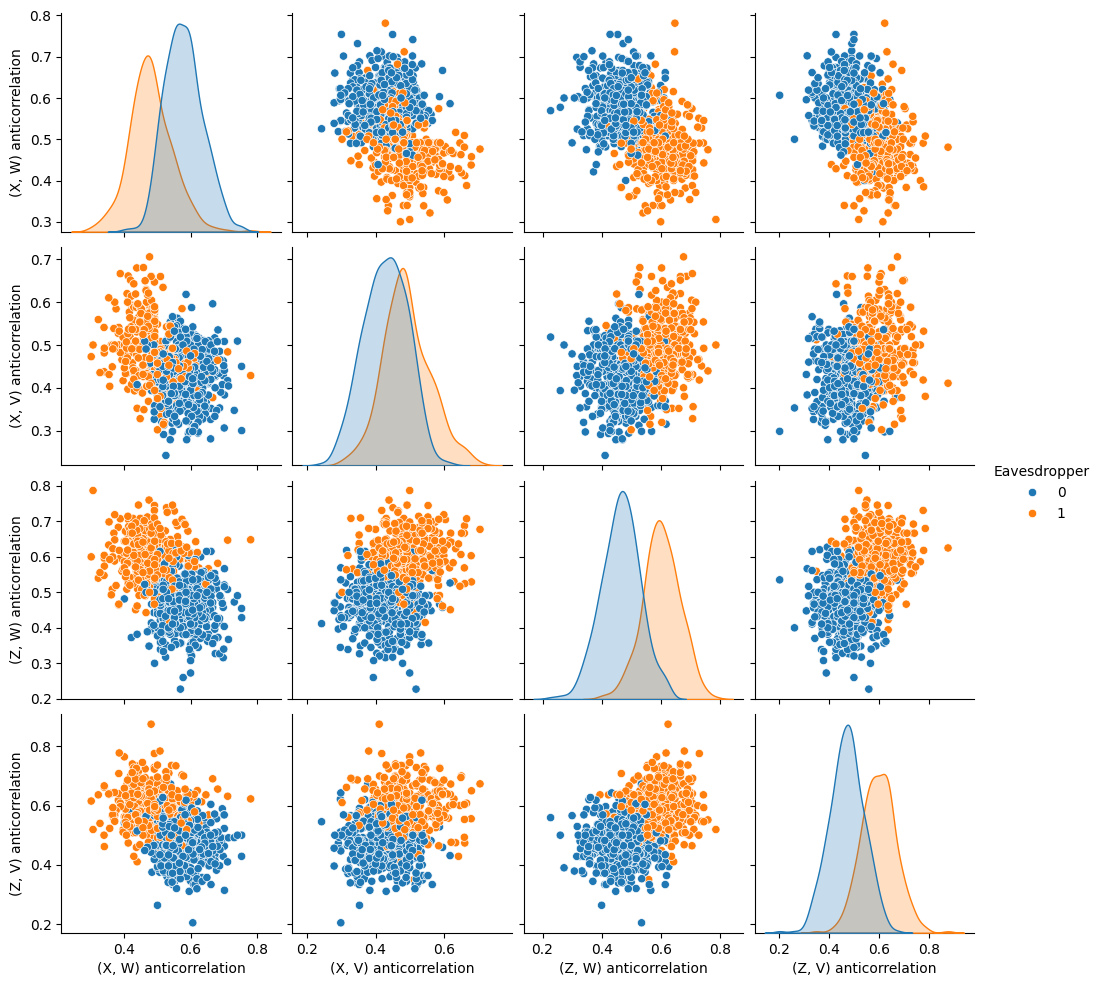 0.8
0.7
0.6
0.5
0.4
0.3
(X, W) anticorrelation
0.7
0.6
0.5
0.4
0.3
(X, V) anticorrelation
Eavesdropper
0
1
0.8
0.7
0.6
0.5
0.4
0.3
0.2
(Z, W) anticorrelation
0.8
0.6
0.4
0.2
(Z, V) anticorrelation
0.4 0.6 0.8
0.2 0.4 0.6
0.2 0.4 0.6 0.8
0.2 0.4 0.6 0.8
(X, W) anticorrelation
(X, V) anticorrelation
(Z, W) anticorrelation
(Z, V) anticorrelation